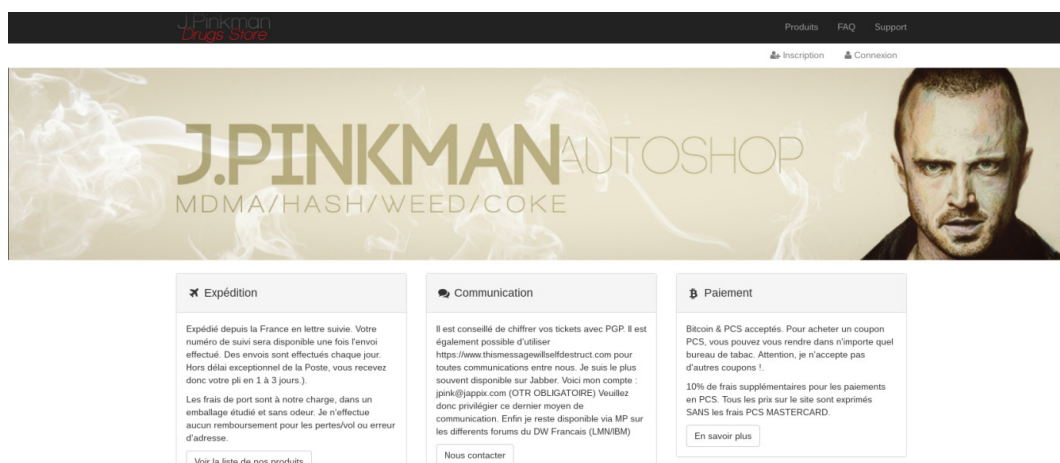 J.Pinkman
Drugs Store
Produits FAQ Support
Inscription Connexion
J.PINKMAN AUTOSHOP
MDMA/HASH/WEED/COKE
Expédition
Expédié depuis la France en lettre suivie. Votre
numéro de suivi sera disponible une fois l'envoi
effectué. Des envois sont effectués chaque jour.
Hors délai exceptionnel de la Poste, vous recevez
donc votre pli en 1 à 3 jours.).
Les frais de port sont à notre charge, dans un
emballage étudié et sans odeur. Je n'effectue
aucun remboursement pour les pertes/vol ou erreur
d'adresse.
Voir la liste de nos produits
Communication
Il est conseillé de chiffrer vos tickets avec PGP. Il est
également possible d'utiliser
https://www.thismessagewillselfdestruct.com pour
toutes communications entre nous. Je suis le plus
souvent disponible sur Jabber. Voici mon compte :
jpink@jappix.com (OTR OBLIGATOIRE) Veuillez
donc privilégier ce dernier moyen de
communication. Enfin je reste disponible via MP sur
les differents forums du DW Francais (LMN/IBM)
Nous contacter
Paiement
Bitcoin & PCS acceptés. Pour acheter un coupon
PCS, vous pouvez vous rendre dans n'importe quel
bureau de tabac. Attention, je n'accepte pas
d'autres coupons !.
10% de frais supplémentaires pour les paiements
en PCS. Tous les prix sur le site sont exprimés
SANS les frais PCS MASTERCARD.
En savoir plus